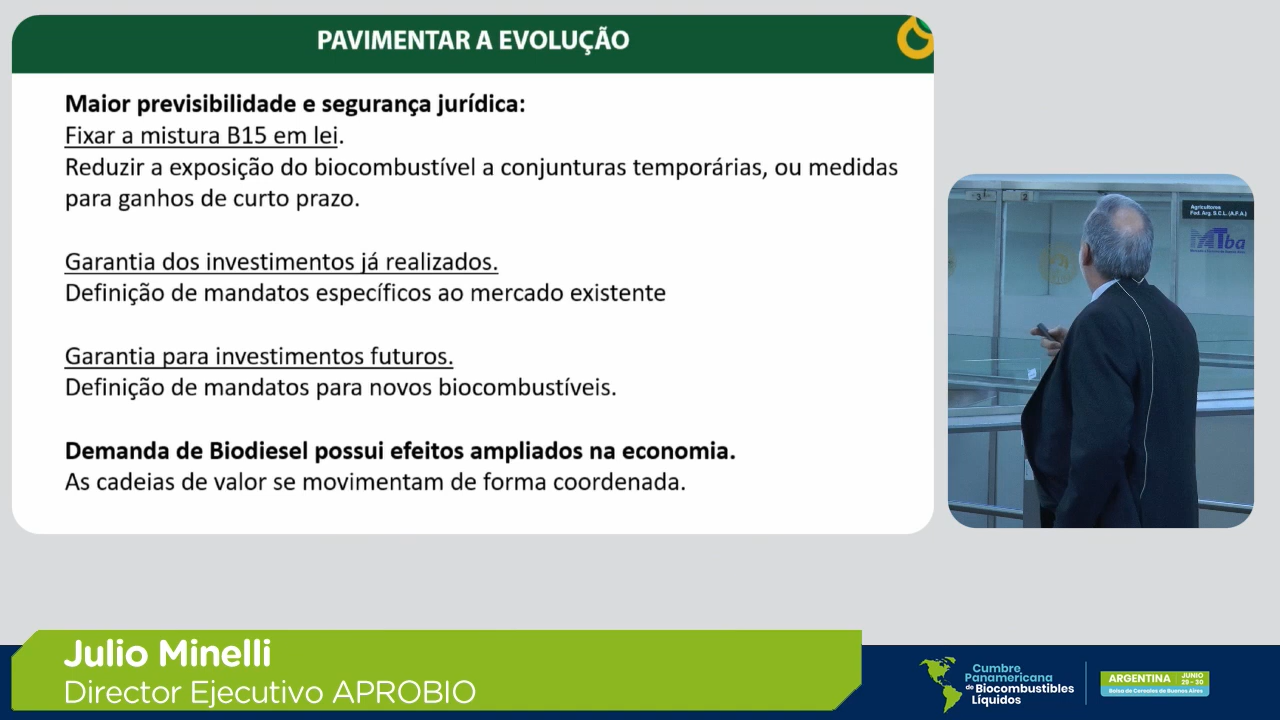 PAVIMENTAR A EVOLUÇÃO
Maior previsibilidade e segurança jurídica:
Fixar a mistura B15 em lei.
Reduzir a exposição do biocombustível a conjunturas temporárias, ou medidas
para ganhos de curto prazo.
Garantia dos investimentos já realizados.
Definição de mandatos específicos ao mercado existente
Garantia para investimentos futuros.
Definição de mandatos para novos biocombustíveis.
Demanda de Biodiesel possui efeitos ampliados na economia.
As cadeias de valor se movimentam de forma coordenada.
Agricultores
Fed. Arg. S.C.L. (A.F.A.)
MTba
Julio Minelli
Director Ejecutivo APROBIO
Cumbre
Panamericana
de Biocombustibles
Líquidos
ARGENTINA
JUNIO
29 - 30
Bolsa de Cereales de Buenos Aires